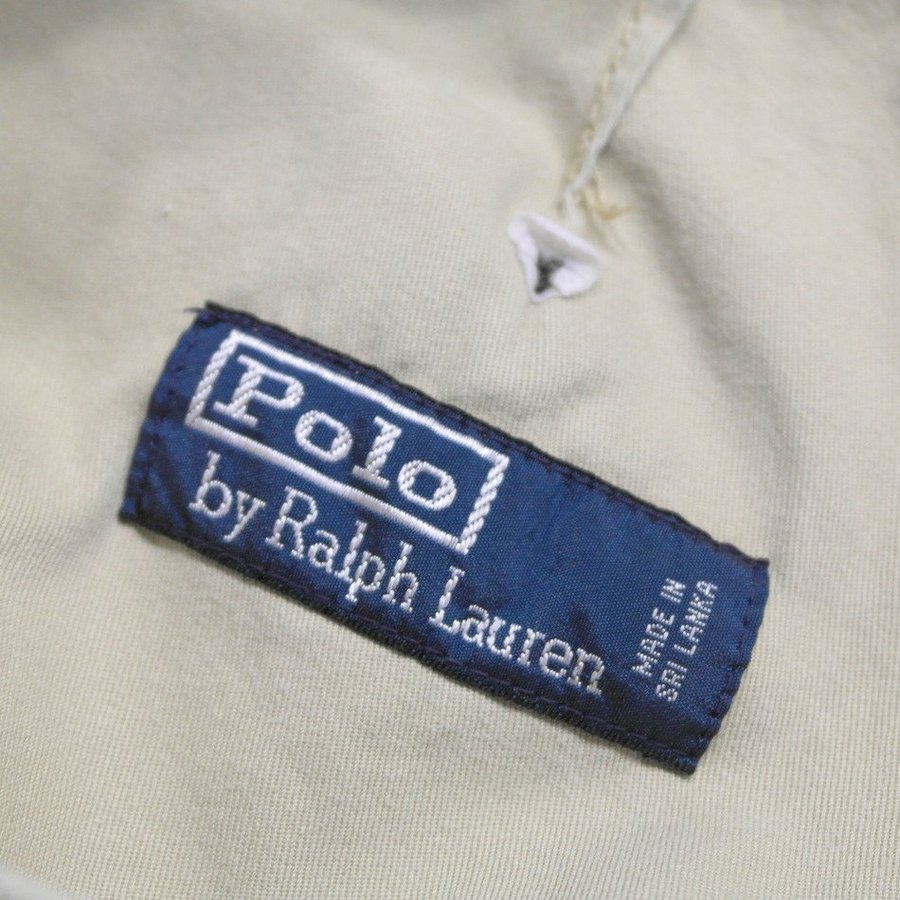 Polo
by Ralph Lauren
MADE IN
SRI LANKA